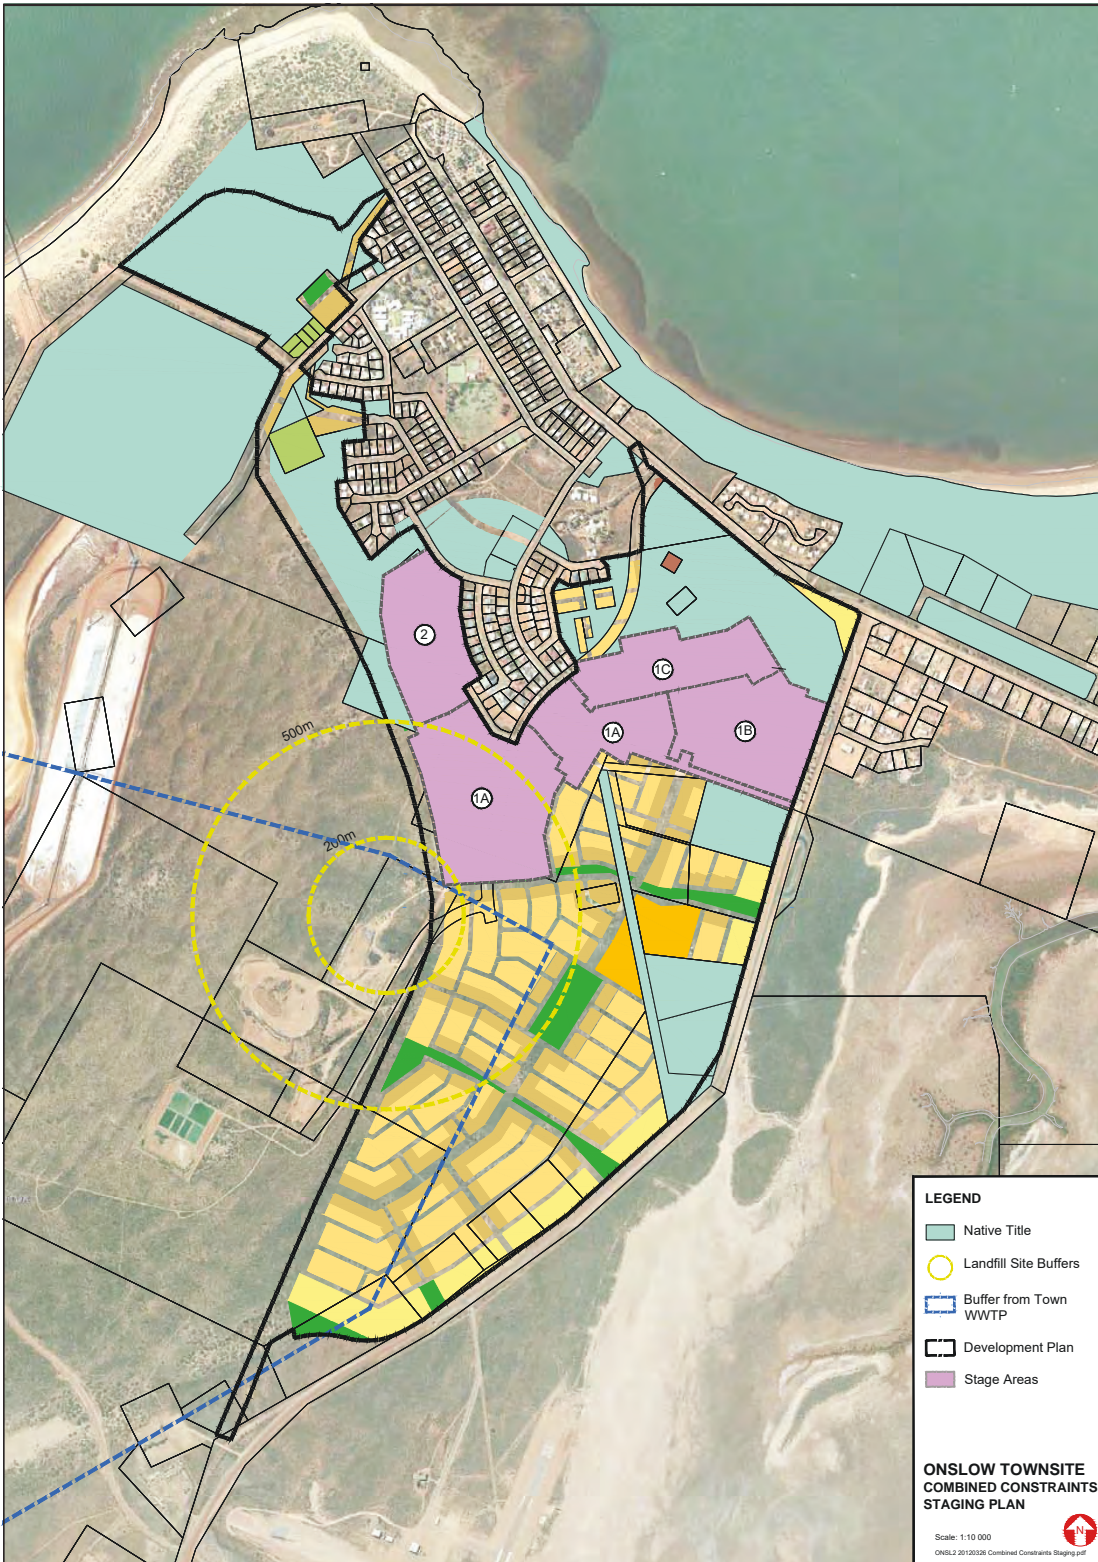 2
1C
1A
1B
1A
500m
200m
LEGEND
Native Title
Landfill Site Buffers
Buffer from Town
WWTP
Development Plan
Stage Areas
ONSLOW TOWNSITE
COMBINED CONSTRAINTS
STAGING PLAN
Scale: 1:10 000
N
ONSL2 20120326 Combined Constraints Staging.pdf